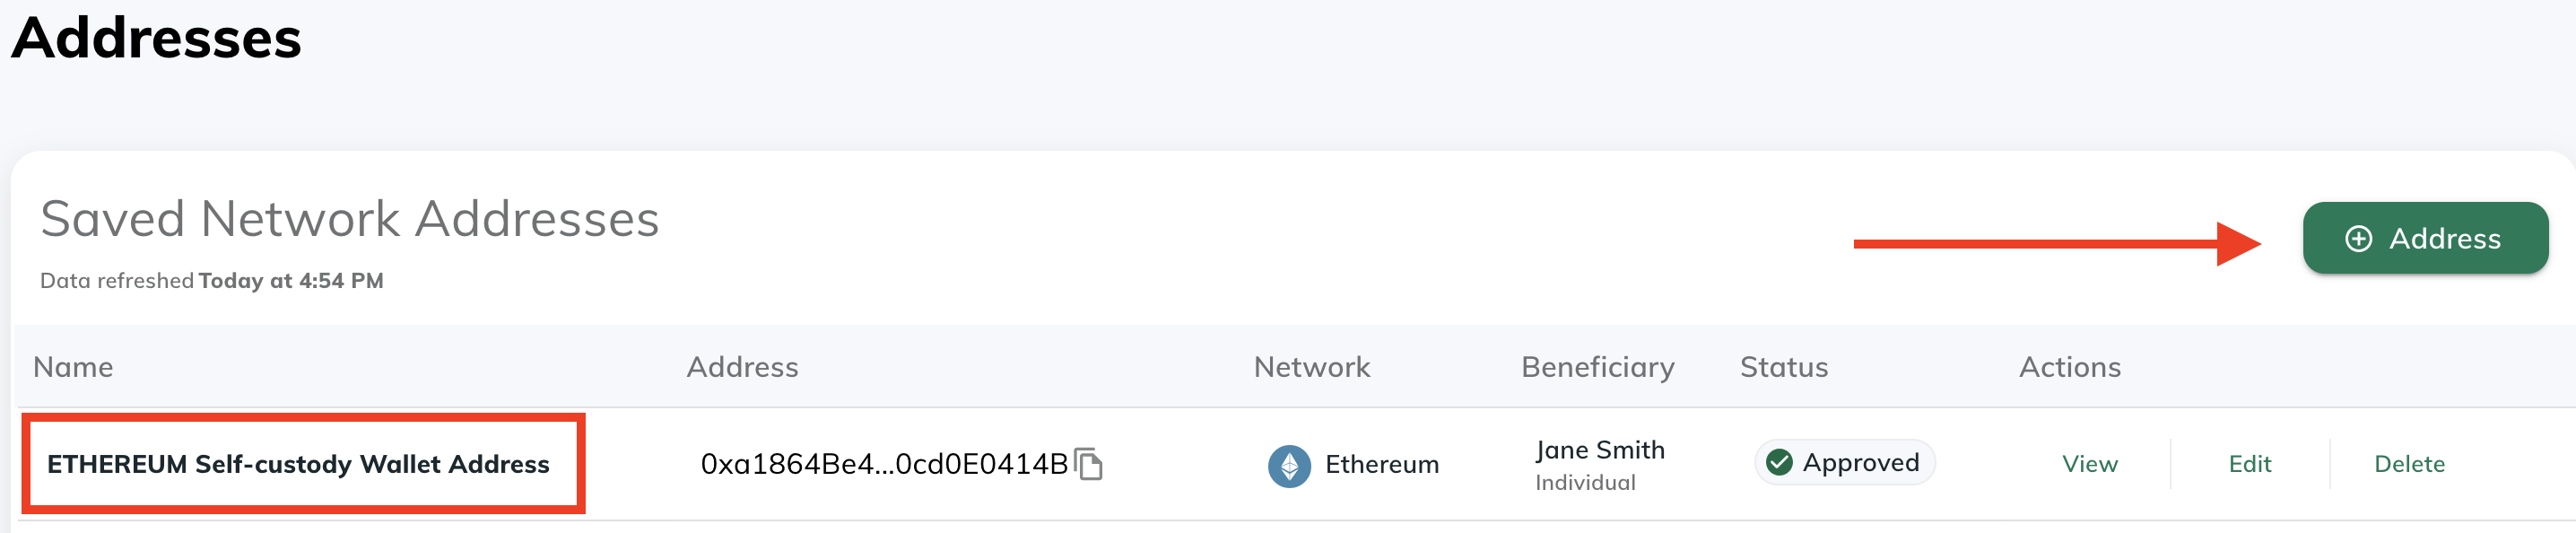 Addresses
Saved Network Addresses
Address
Data refreshed Today at 4:54 PM
Name Address Network Beneficiary Status Actions
ETHEREUM Self-custody Wallet Address 0xa1864Be4...0cd0E0414B Ethereum Jane Smith Approved View Edit Delete
Individual